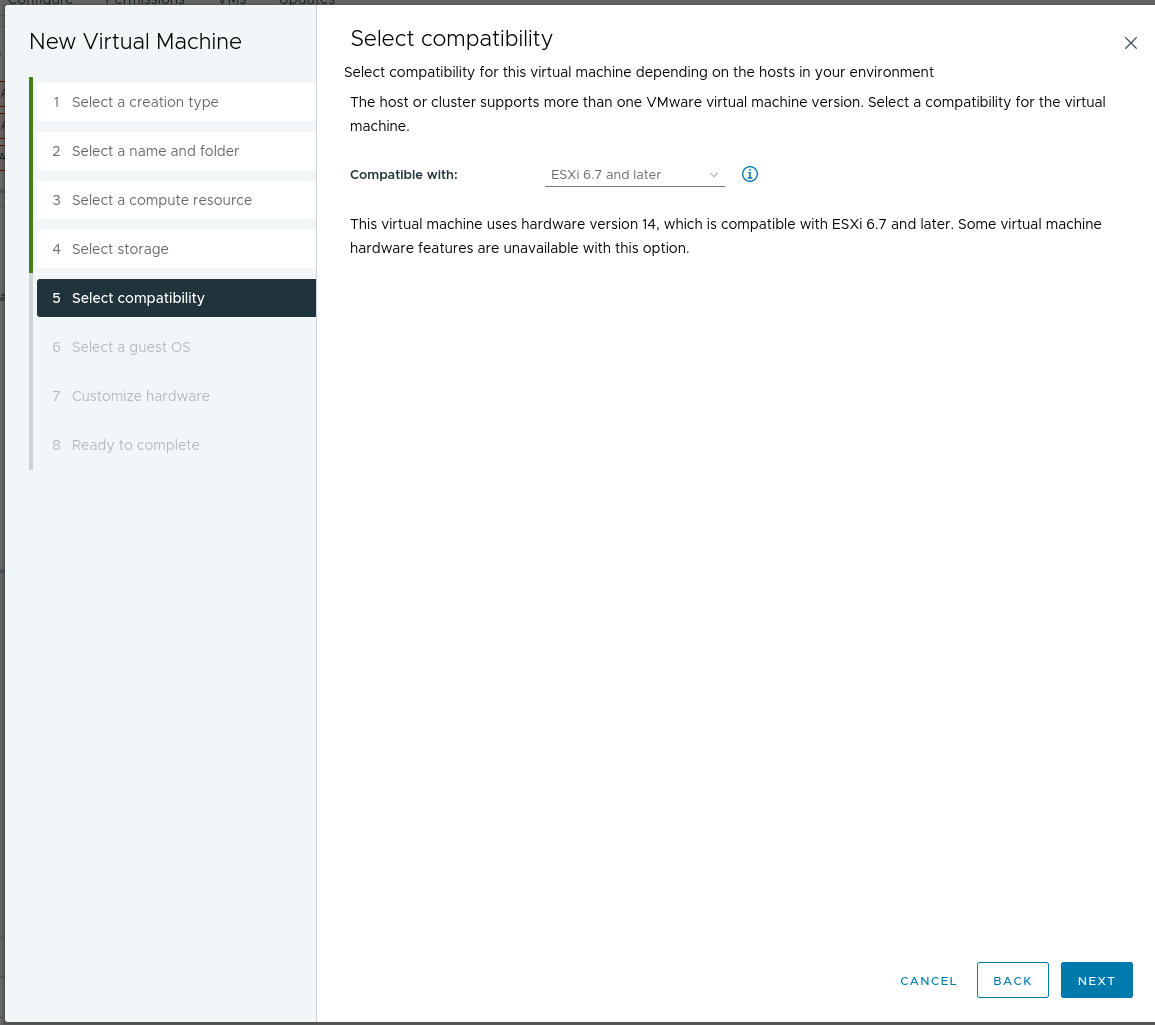 Configure Permissions VMs Updates
New Virtual Machine
1 Select a creation type
2 Select a name and folder
3 Select a compute resource
4 Select storage
5 Select compatibility
6 Select a guest OS
7 Customize hardware
8 Ready to complete
Select compatibility
Select compatibility for this virtual machine depending on the hosts in your environment
The host or cluster supports more than one VMware virtual machine version. Select a compatibility for the virtual
machine.
Compatible with: ESXi 6.7 and later
This virtual machine uses hardware version 14, which is compatible with ESXi 6.7 and later. Some virtual machine
hardware features are unavailable with this option.
CANCEL BACK NEXT